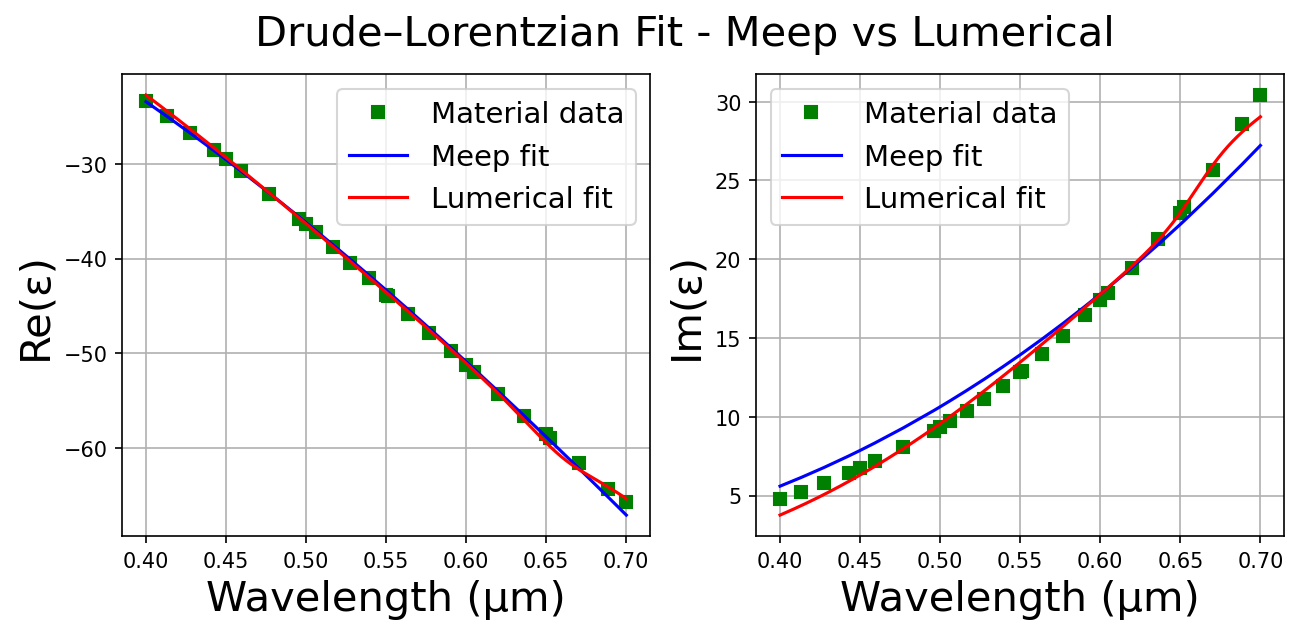 Drude–Lorentzian Fit - Meep vs Lumerical
Re(ε)
−30
−40
−50
−60
Material data
Meep fit
Lumerical fit
0.40 0.45 0.50 0.55 0.60 0.65 0.70
Wavelength (μm)
Im(ε)
30
25
20
15
10
5
Material data
Meep fit
Lumerical fit
0.40 0.45 0.50 0.55 0.60 0.65 0.70
Wavelength (μm)